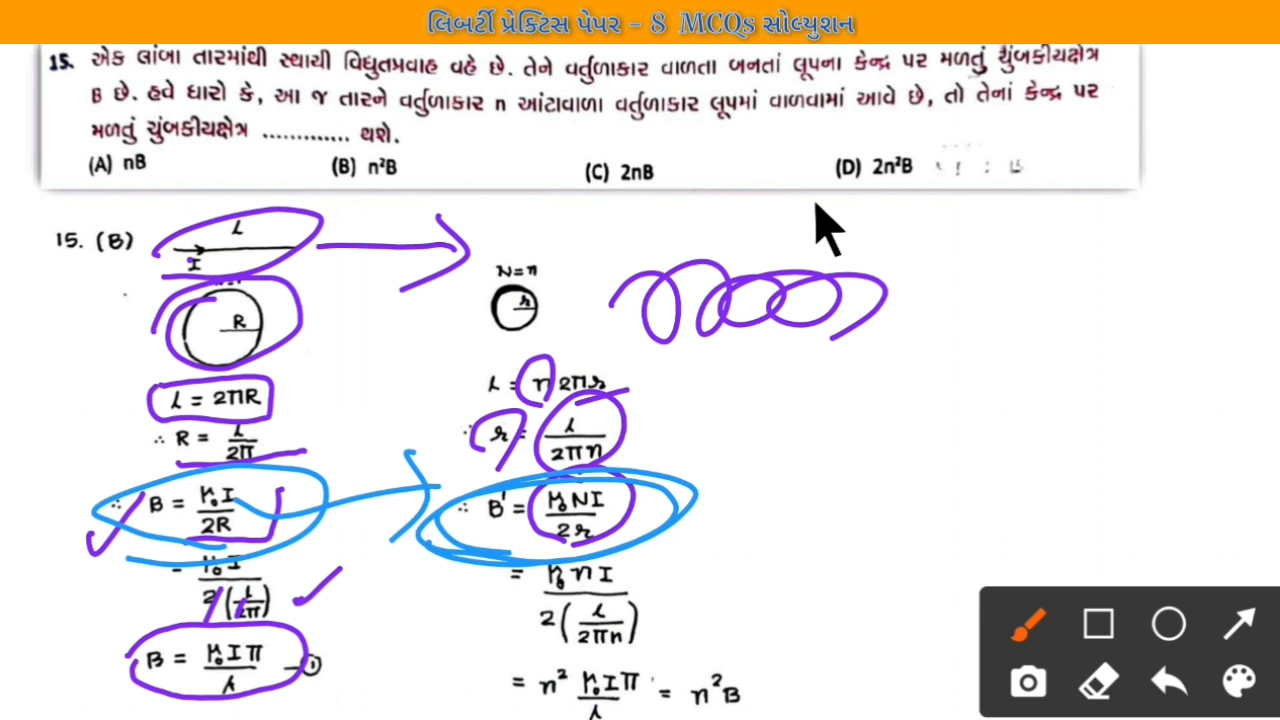 લિબર્ટી પ્રેક્ટિસ પેપર - 8 MCQs સોલ્યુશન
15. એક લાંબા તારમાંથી સ્થાયી વિદ્યુતપ્રવાહ વહે છે. તેને વર્તુળાકાર વાળતા બનતાં લૂપના કેન્દ્ર પર મળતું ચુંબકીયક્ષેત્ર
B છે. હવે ધારો કે, આ જ તારને વર્તુળાકાર n આંટાવાળા વર્તુળાકાર લૂપમાં વાળવામાં આવે છે, તો તેનાં કેન્દ્ર પર
મળતું ચુંબકીયક્ષેત્ર ............. થશે.
(A) nB (B) n²B (C) 2nB (D) 2n²B
15. (B)
L
I
R
L = 2πR
∴ R = L/2π
∴ B = μ₀I/2R
= μ₀I/2(L/2π)
B = μ₀Iπ/L —①
N=n
r
L = n2πr
∴ r = L/2πn
∴ B' = μ₀NI/2r
= μ₀nI/2(L/2πn)
= n² μ₀Iπ/L = n²B